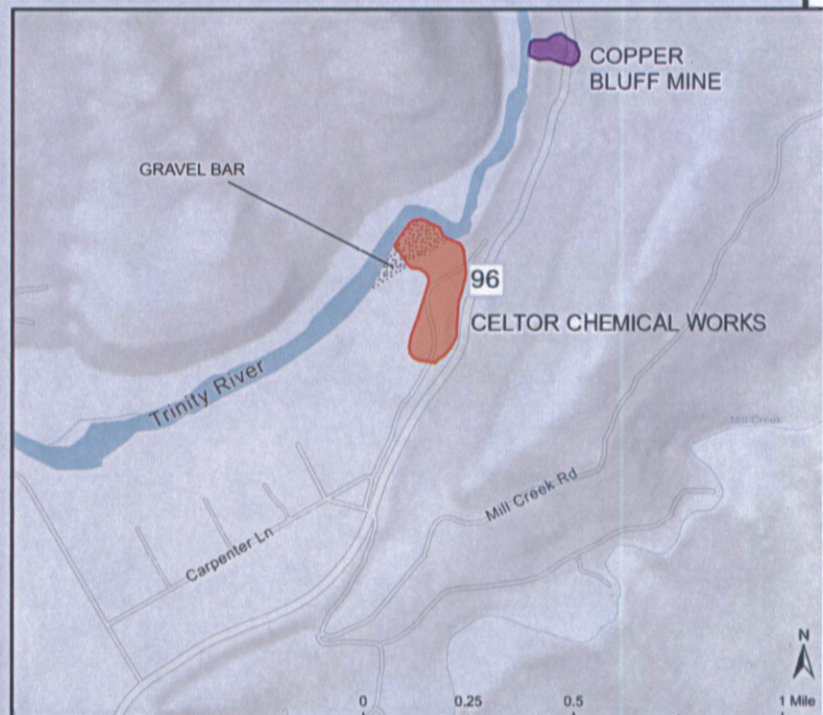 COPPER
BLUFF MINE
GRAVEL BAR
96
CELTOR CHEMICAL WORKS
Trinity River
Mill Creek
Mill Creek Rd
Carpenter Ln
N
0 0.25 0.5 1 Mile